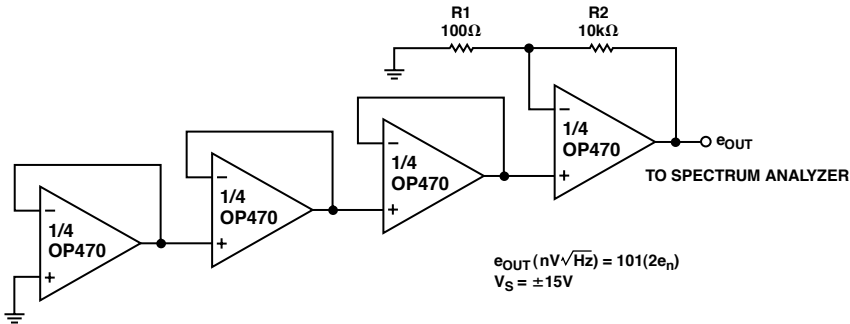 R1
100Ω
R2
10kΩ
−
1/4
OP470
+
e_OUT
TO SPECTRUM ANALYZER
−
1/4
OP470
+
−
1/4
OP470
+
−
1/4
OP470
+
e_OUT (nV√Hz) = 101(2e_n)
V_S = ±15V